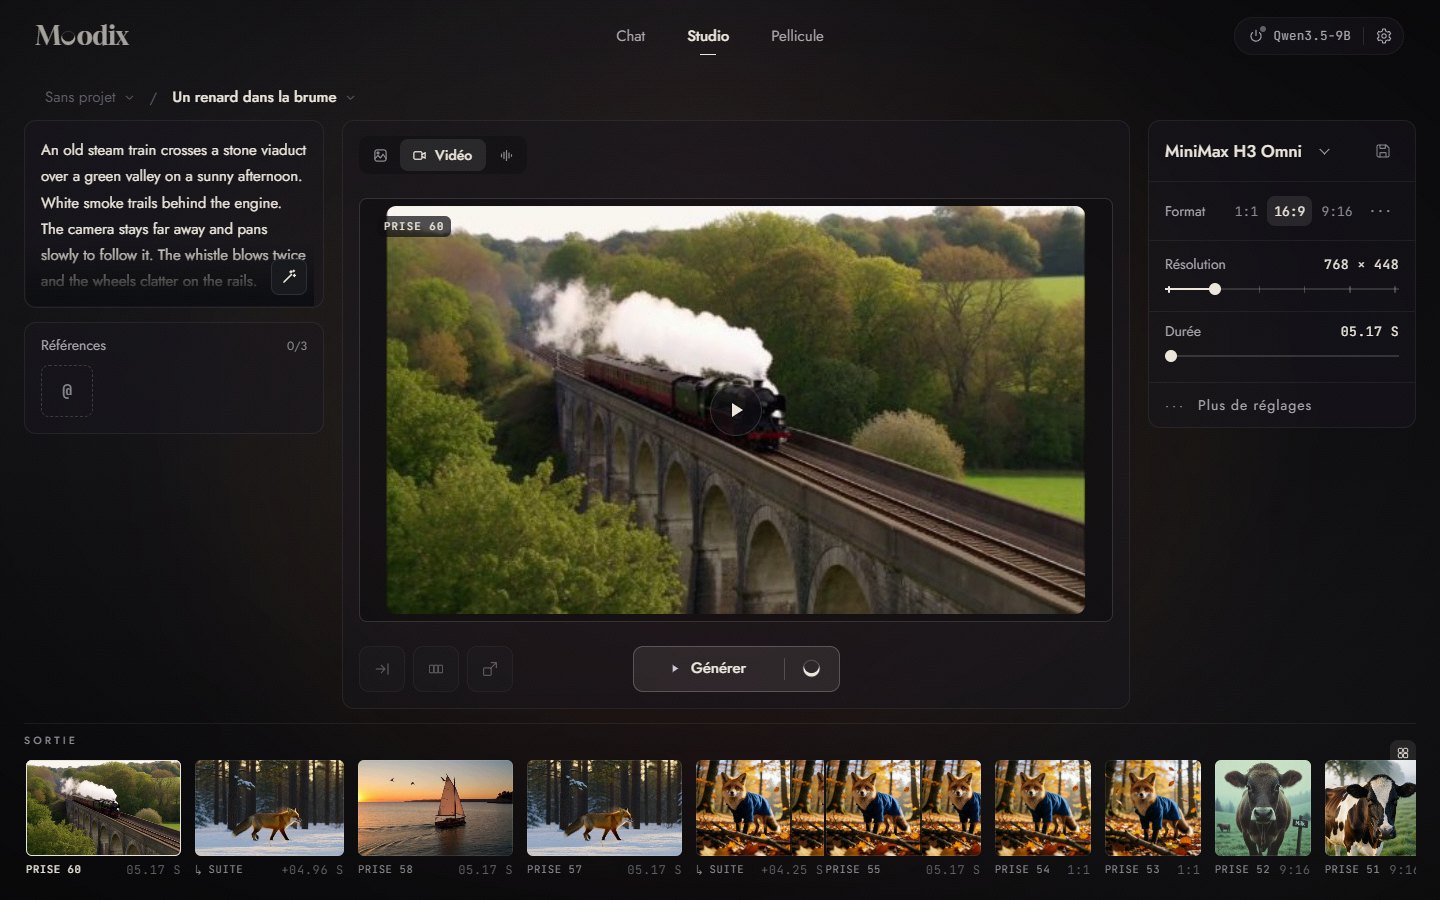 Moodix
Chat
Studio
Pellicule
Qwen3.5-9B
Sans projet / Un renard dans la brume
An old steam train crosses a stone viaduct
over a green valley on a sunny afternoon.
White smoke trails behind the engine.
The camera stays far away and pans
slowly to follow it. The whistle blows twice
and the wheels clatter on the rails.
Références 0/3
@
Vidéo
PRISE 60
Générer
MiniMax H3 Omni
Format 1:1 16:9 9:16 ···
Résolution 768 × 448
Durée 05.17 S
··· Plus de réglages
SORTIE
PRISE 60 05.17 S
↳ SUITE +04.96 S
PRISE 58 05.17 S
PRISE 57 05.17 S
↳ SUITE +04.25 S
PRISE 55 05.17 S
PRISE 54 1:1
PRISE 53 1:1
PRISE 52 9:16
PRISE 51 9:16